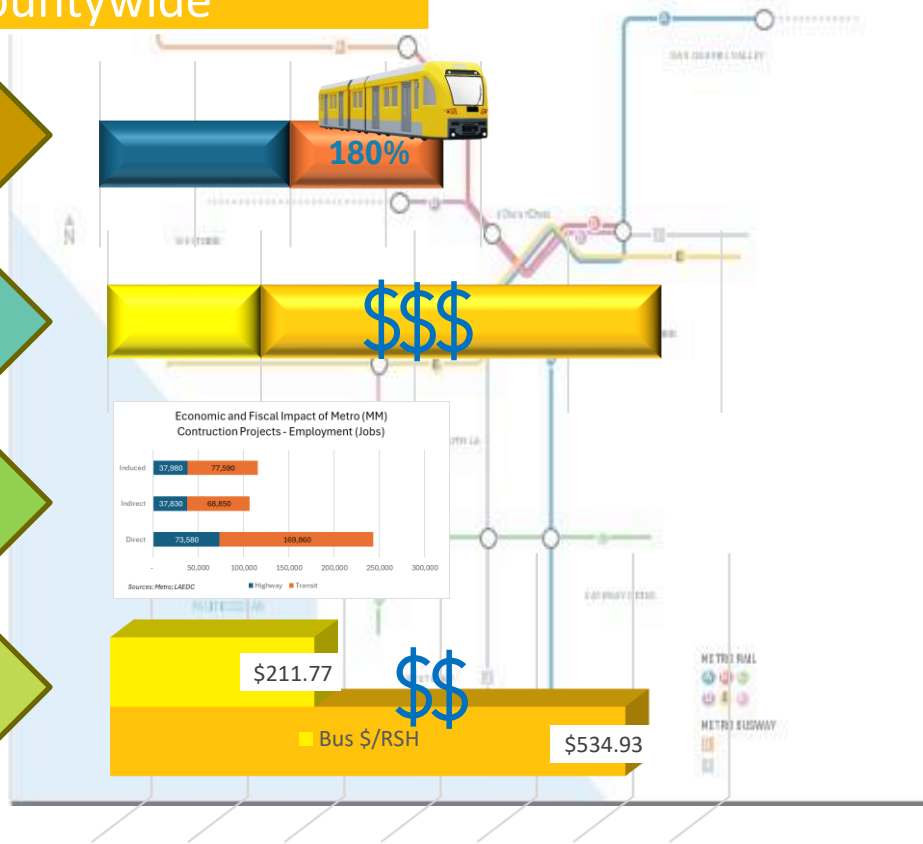 ountywide
180%
$$$
Economic and Fiscal Impact of Metro (MM)
Contruction Projects - Employment (Jobs)
Induced 37,980 77,590
Indirect 37,830 68,850
Direct 73,580 169,860
- 50,000 100,000 150,000 200,000 250,000 300,000
Sources: Metro; LAEDC Highway Transit
$211.77
$$
Bus $/RSH
$534.93
N
METRO RAIL
METRO BUSWAY